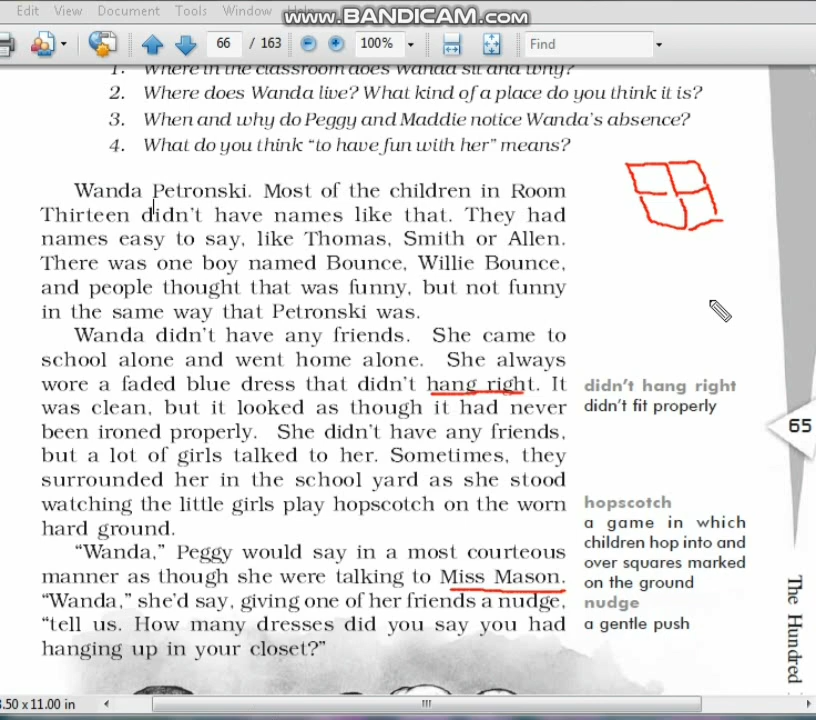 Edit View Document Tools Window Help
www.BANDICAM.com
66 / 163 100% Find
1. Where in the classroom does Wanda sit and why?
2. Where does Wanda live? What kind of a place do you think it is?
3. When and why do Peggy and Maddie notice Wanda's absence?
4. What do you think “to have fun with her” means?
Wanda Petronski. Most of the children in Room
Thirteen didn't have names like that. They had
names easy to say, like Thomas, Smith or Allen.
There was one boy named Bounce, Willie Bounce,
and people thought that was funny, but not funny
in the same way that Petronski was.
Wanda didn't have any friends. She came to
school alone and went home alone. She always
wore a faded blue dress that didn't hang right. It
was clean, but it looked as though it had never
been ironed properly. She didn't have any friends,
but a lot of girls talked to her. Sometimes, they
surrounded her in the school yard as she stood
watching the little girls play hopscotch on the worn
hard ground.
“Wanda,” Peggy would say in a most courteous
manner as though she were talking to Miss Mason.
“Wanda,” she'd say, giving one of her friends a nudge,
“tell us. How many dresses did you say you had
hanging up in your closet?”
didn't hang right
didn't fit properly
hopscotch
a game in which
children hop into and
over squares marked
on the ground
nudge
a gentle push
65
The Hundred
8.50 x 11.00 in